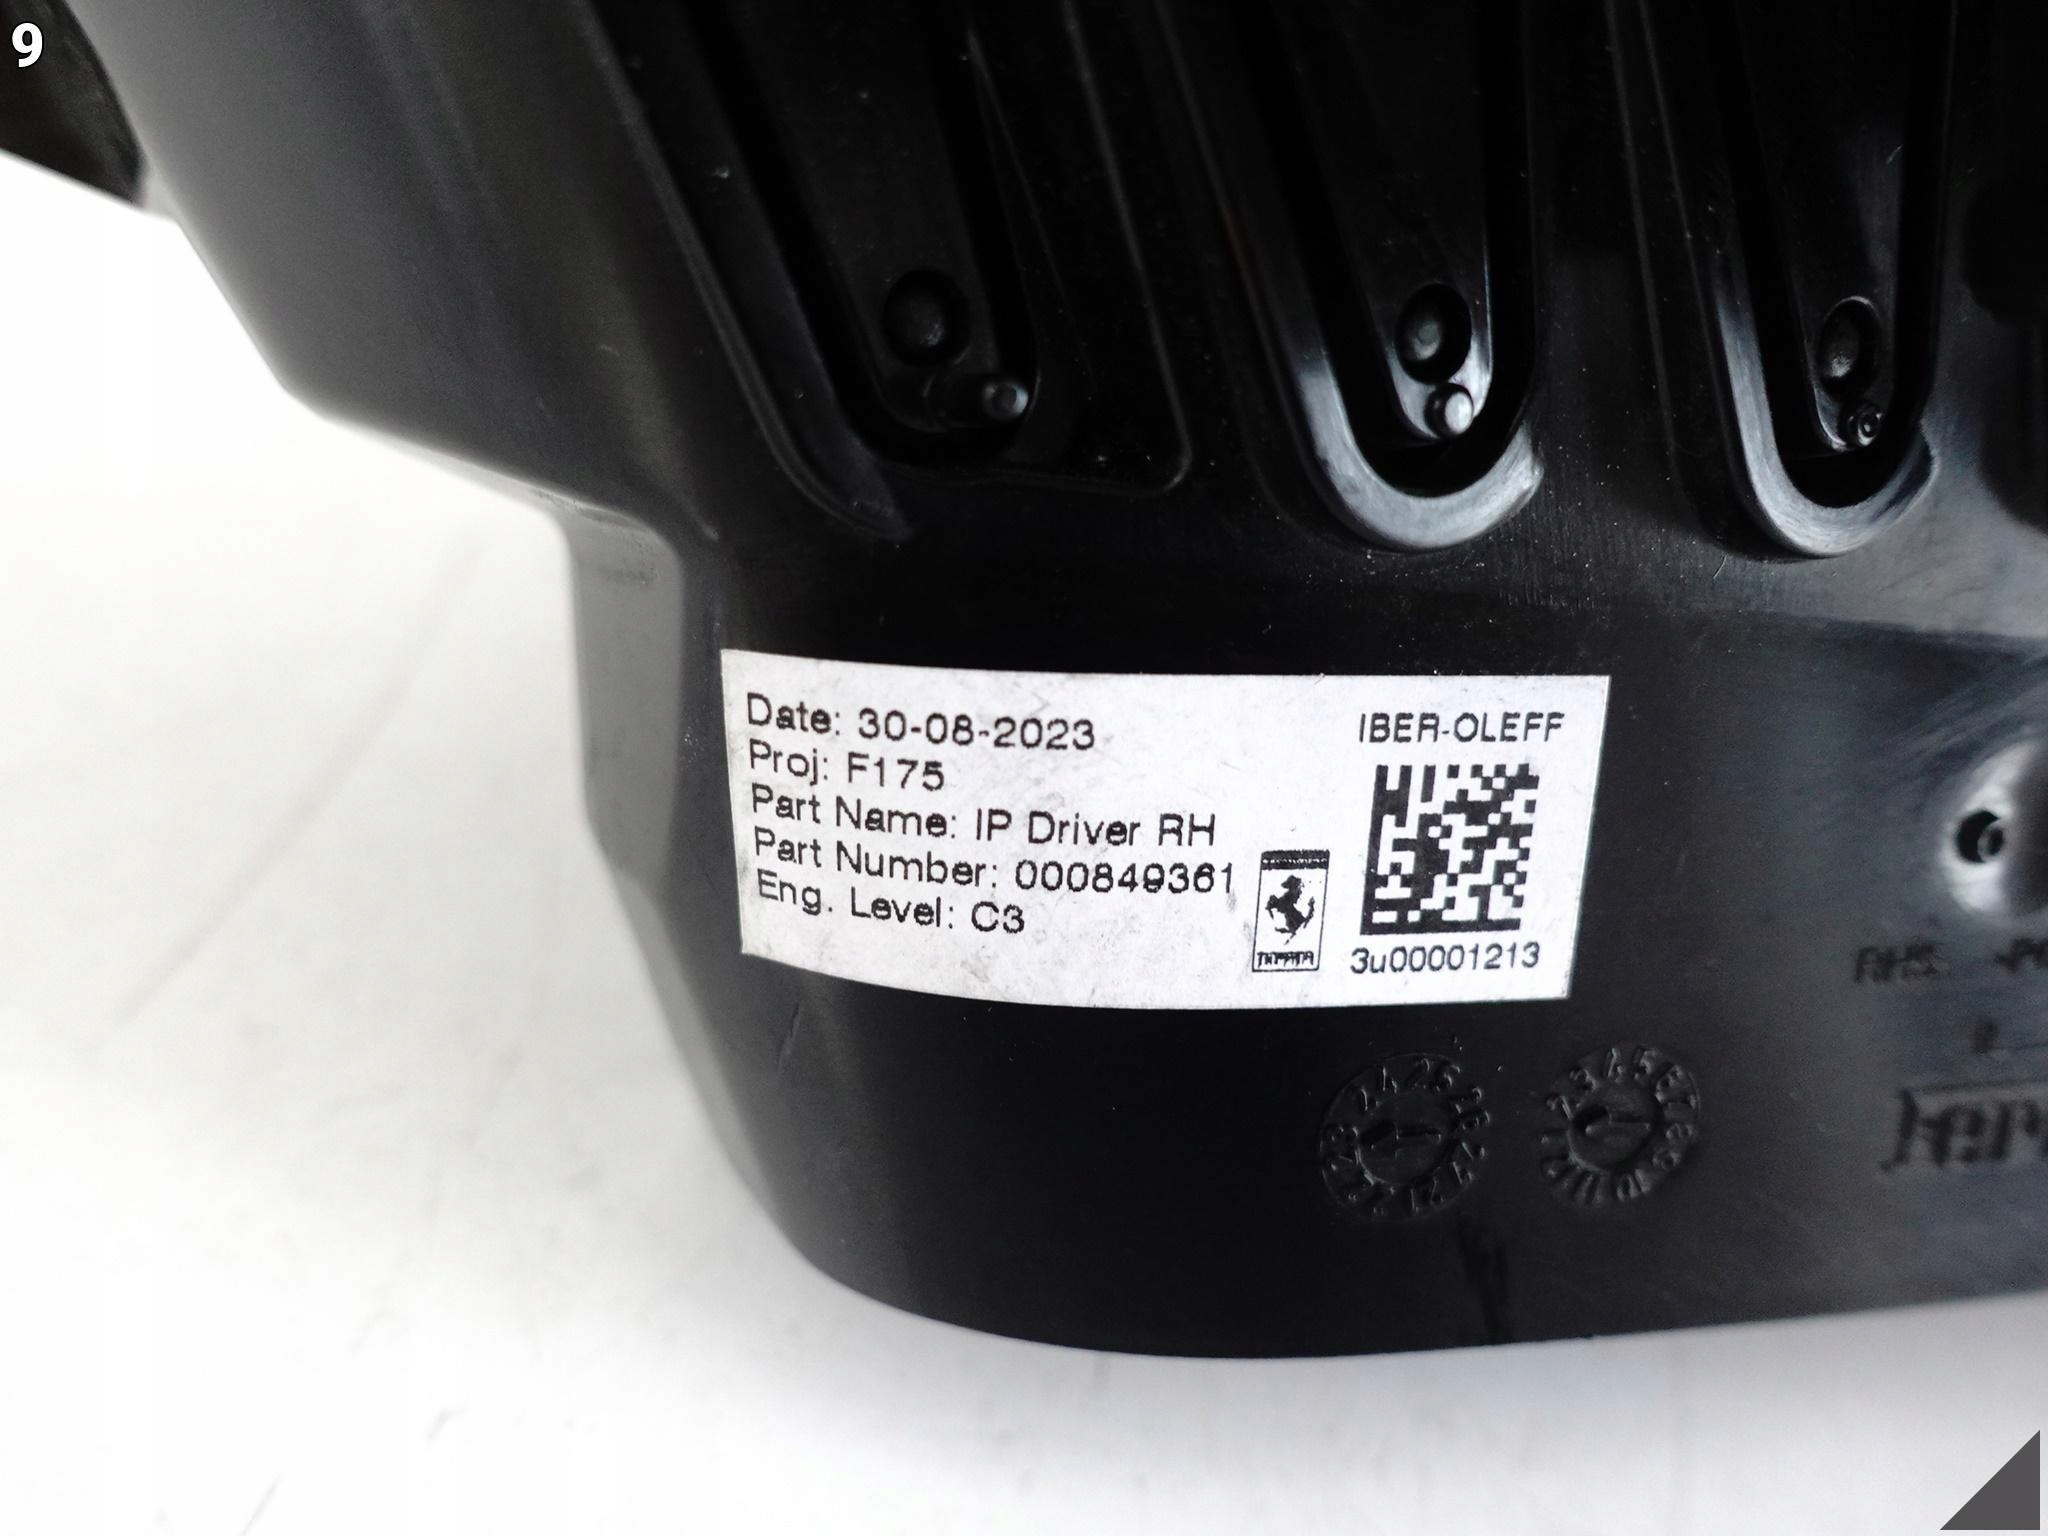 9
Date: 30-08-2023
Proj: F175
Part Name: IP Driver RH
Part Number: 000849361
Eng. Level: C3
IBER-OLEFF
3u00001213
RHS